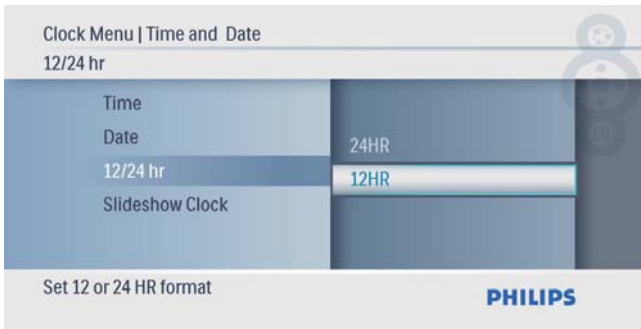 Clock Menu | Time and Date
12/24 hr
Time
Date
12/24 hr
Slideshow Clock
24HR
12HR
Set 12 or 24 HR format
PHILIPS